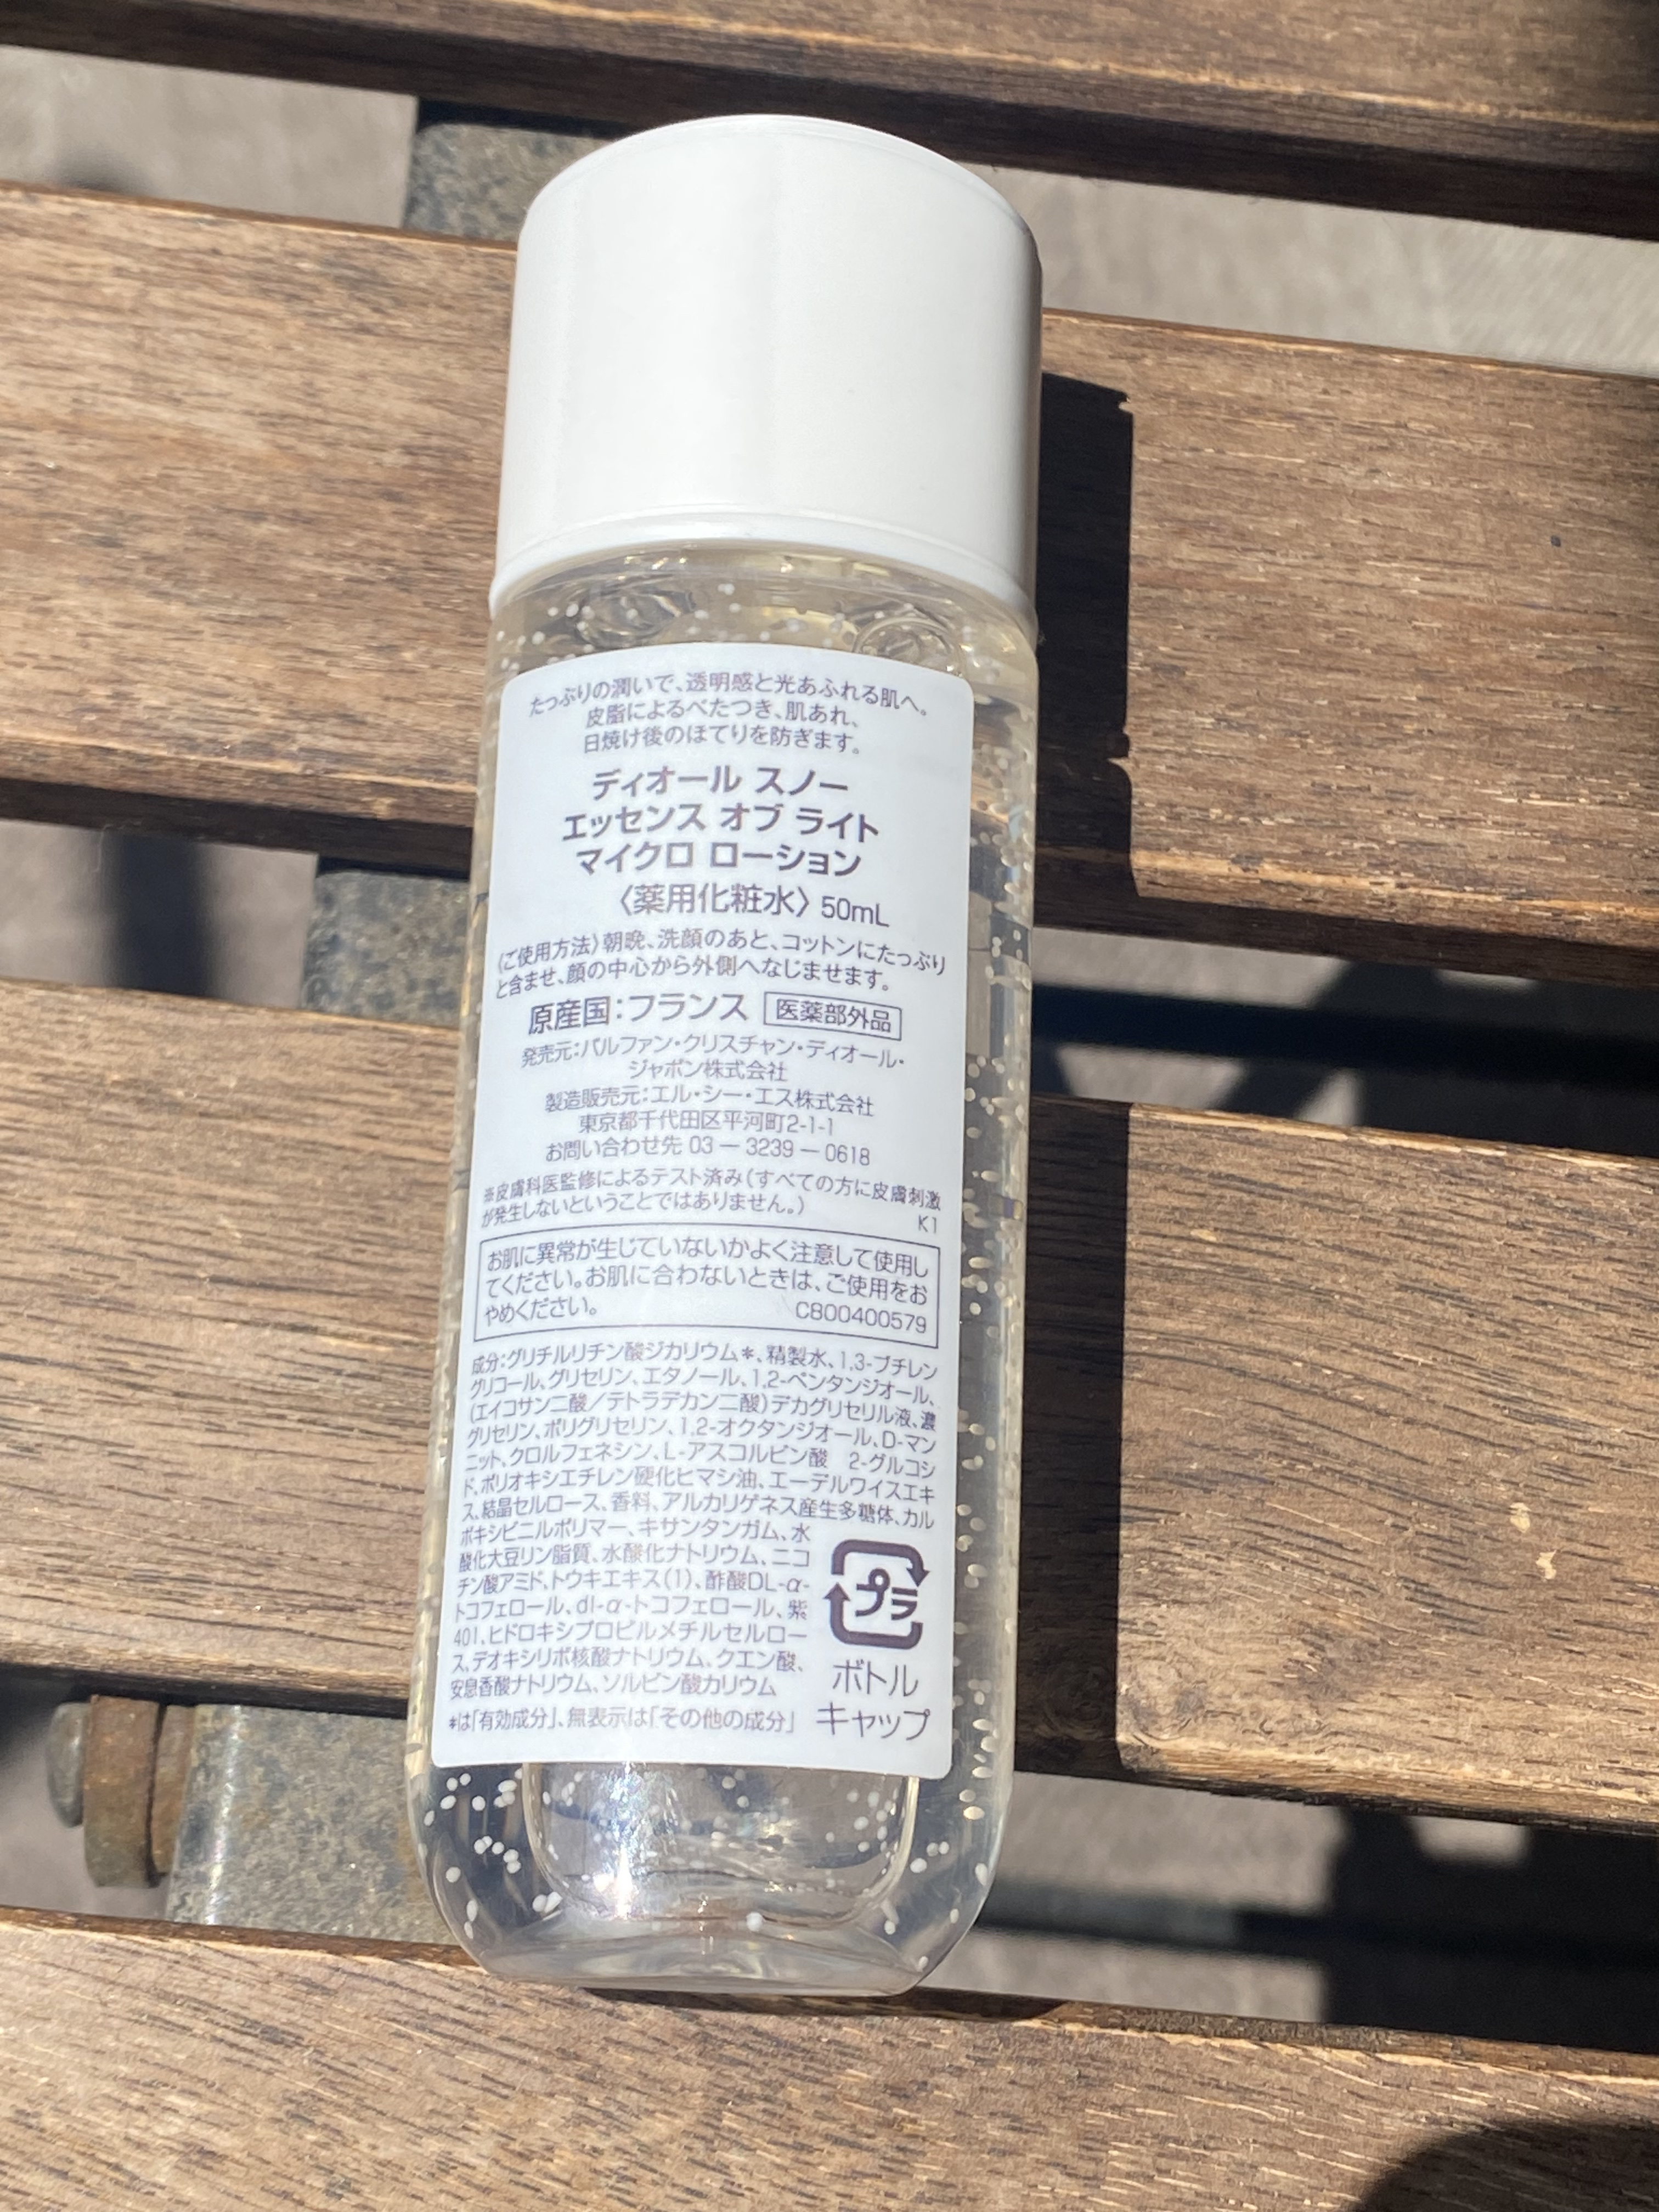 たっぷりの潤いで、透明感と光あふれる肌へ。
皮脂によるべたつき、肌あれ、
日焼け後のほてりを防ぎます。
ディオール スノー
エッセンス オブ ライト
マイクロ ローション
〈薬用化粧水〉 50mL
〈ご使用方法〉朝晩、洗顔のあと、コットンにたっぷり
と含ませ、顔の中心から外側へなじませます。
原産国：フランス 医薬部外品
発売元：パルファン・クリスチャン・ディオール・
ジャポン株式会社
製造販売元：エル・シー・エス株式会社
東京都千代田区平河町2-1-1
お問い合わせ先 03 ― 3239 ― 0618
※皮膚科医監修によるテスト済み（すべての方に皮膚刺激
が発生しないということではありません。）
K1
お肌に異常が生じていないかよく注意して使用し
てください。お肌に合わないときは、ご使用をお
やめください。 C800400579
成分：グリチルリチン酸ジカリウム＊、精製水、1,3-ブチレン
グリコール、グリセリン、エタノール、1,2-ペンタンジオール、
(エイコサン二酸／テトラデカン二酸)デカグリセリル液、濃
グリセリン、ポリグリセリン、1,2-オクタンジオール、D-マン
ニット、クロルフェネシン、L-アスコルビン酸 2-グルコシ
ド、ポリオキシエチレン硬化ヒマシ油、エーデルワイスエキ
ス、結晶セルロース、香料、アルカリゲネス産生多糖体、カル
ボキシビニルポリマー、キサンタンガム、水
酸化大豆リン脂質、水酸化ナトリウム、ニコ
チン酸アミド、トウキエキス(1)、酢酸DL-α-
トコフェロール、dl-α-トコフェロール、紫
401、ヒドロキシプロピルメチルセルロー
ス、デオキシリボ核酸ナトリウム、クエン酸、
安息香酸ナトリウム、ソルビン酸カリウム
＊は「有効成分」、無表示は「その他の成分」
プラ
ボトル
キャップ